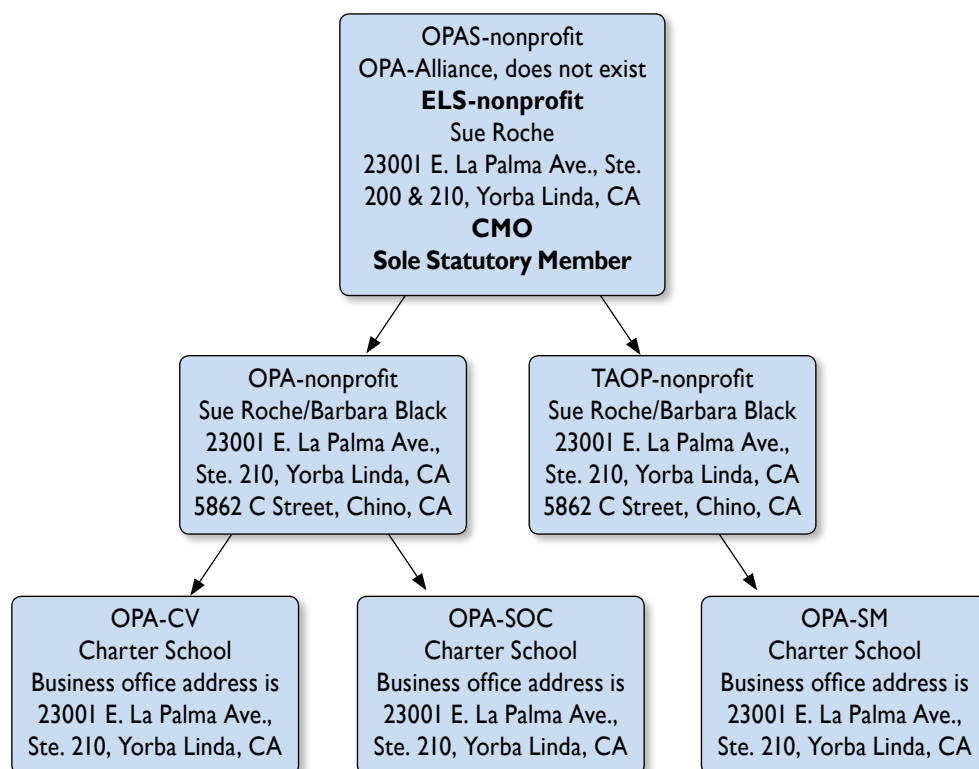 OPAS-nonprofit
OPA-Alliance, does not exist
ELS-nonprofit
Sue Roche
23001 E. La Palma Ave., Ste.
200 & 210, Yorba Linda, CA
CMO
Sole Statutory Member
OPA-nonprofit
Sue Roche/Barbara Black
23001 E. La Palma Ave.,
Ste. 210, Yorba Linda, CA
5862 C Street, Chino, CA
TAOP-nonprofit
Sue Roche/Barbara Black
23001 E. La Palma Ave.,
Ste. 210, Yorba Linda, CA
5862 C Street, Chino, CA
OPA-CV
Charter School
Business office address is
23001 E. La Palma Ave.,
Ste. 210, Yorba Linda, CA
OPA-SOC
Charter School
Business office address is
23001 E. La Palma Ave.,
Ste. 210, Yorba Linda, CA
OPA-SM
Charter School
Business office address is
23001 E. La Palma Ave.,
Ste. 210, Yorba Linda, CA